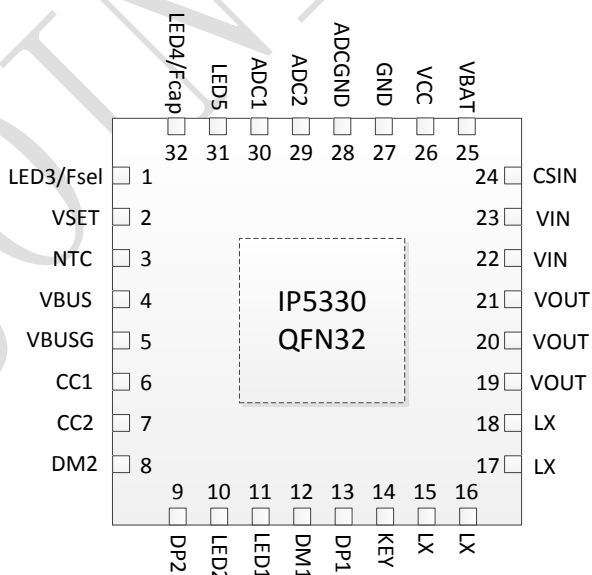 LED4/Fcap LED5 ADC1 ADC2 ADCGND GND VCC VBAT
32 31 30 29 28 27 26 25
LED3/Fsel 1 24 CSIN
VSET 2 23 VIN
NTC 3 22 VIN
VBUS 4 21 VOUT
VBUSG 5 20 VOUT
CC1 6 19 VOUT
CC2 7 18 LX
DM2 8 17 LX
IP5330
QFN32
9 10 11 12 13 14 15 16
DP2 LED2 LED1 DM1 DP1 KEY LX LX